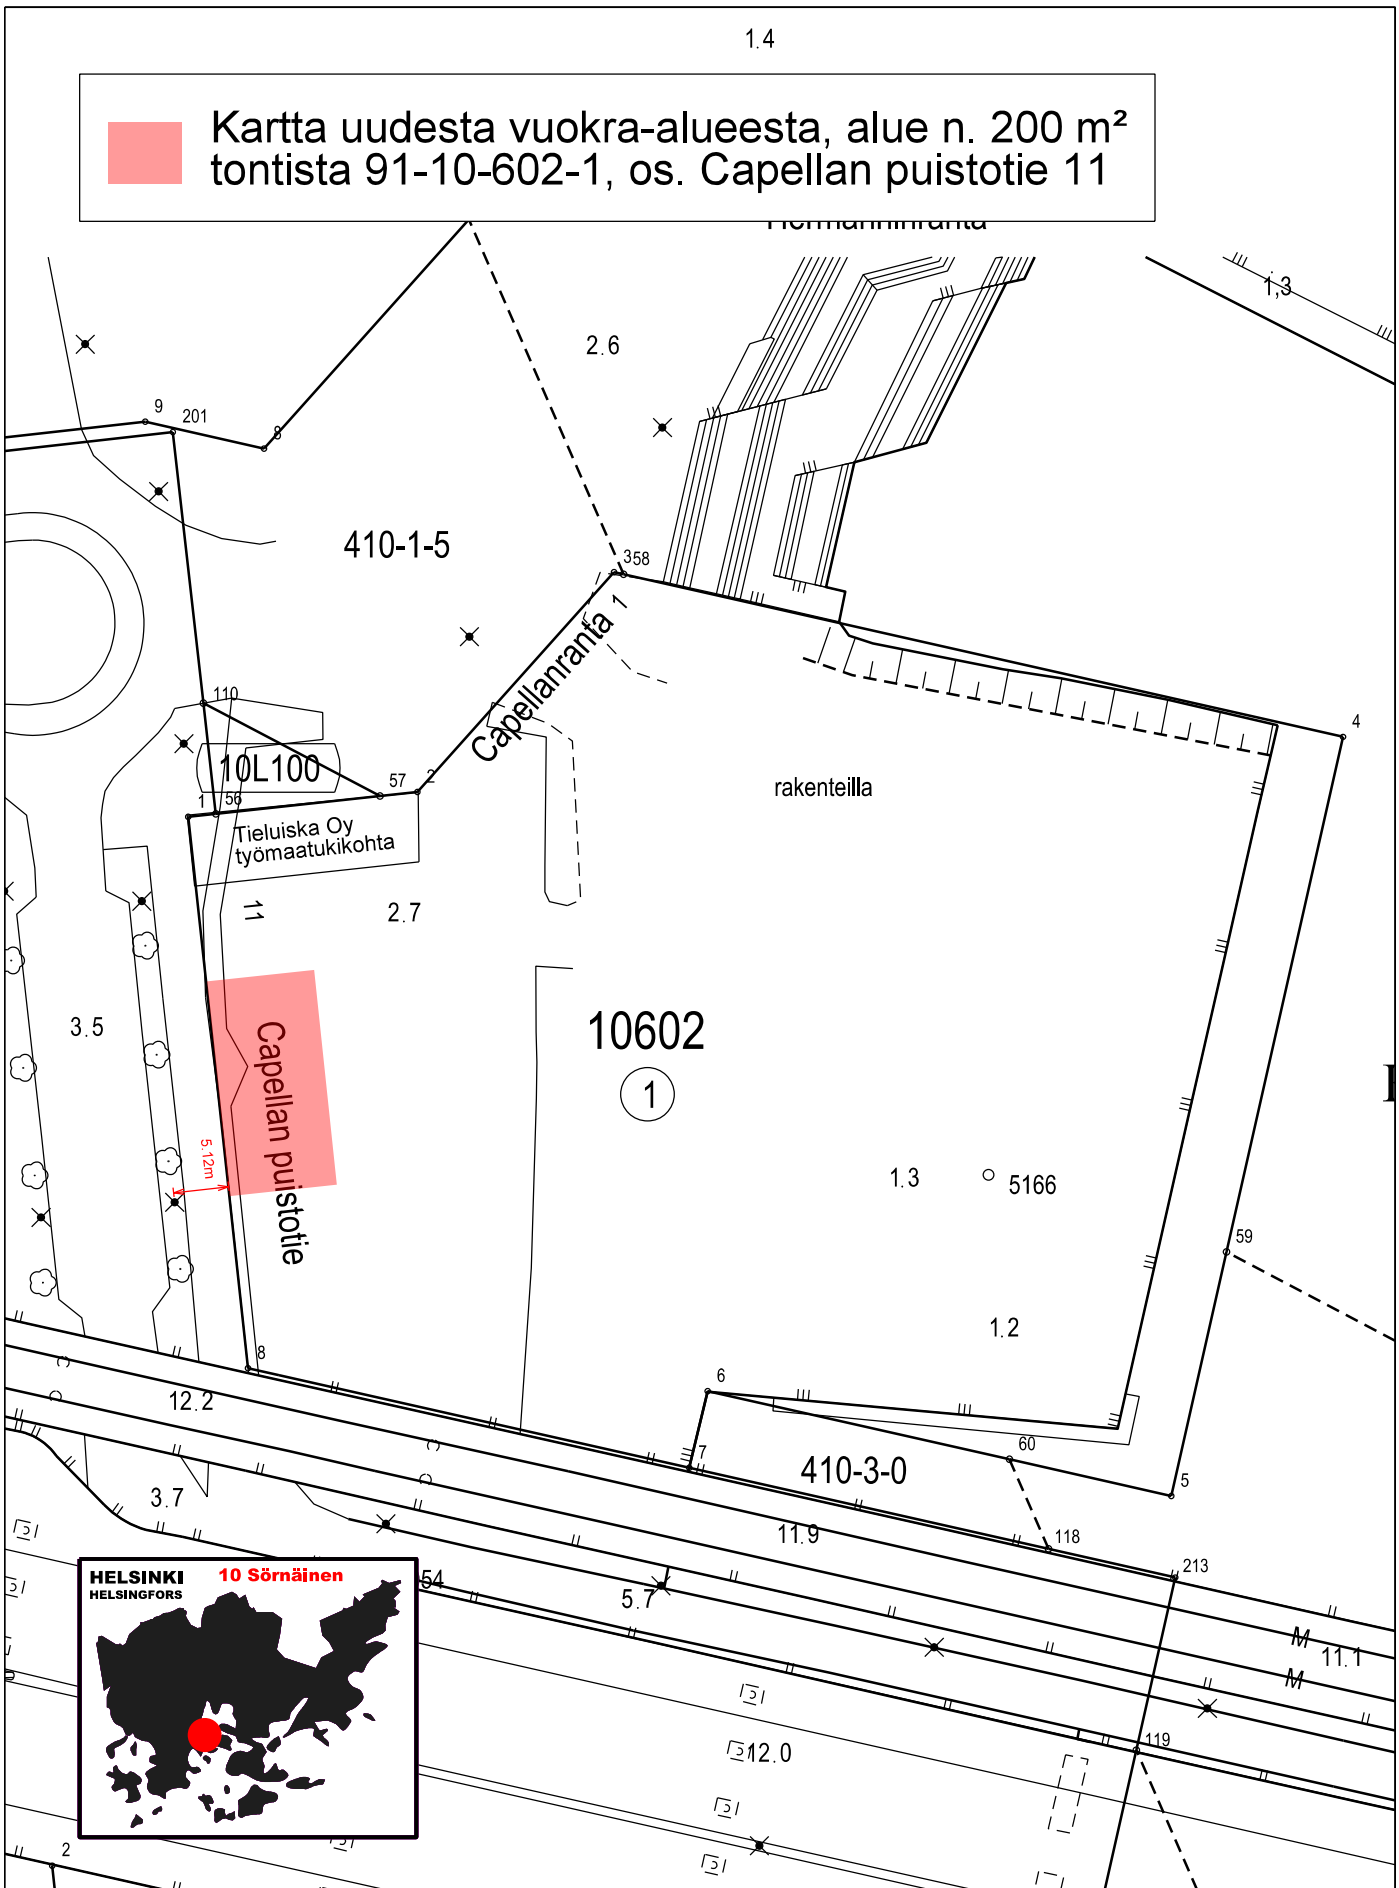 1.4
Kartta uudesta vuokra-alueesta, alue n. 200 m²
tontista 91-10-602-1, os. Capellan puistotie 11
1,3
2.6
9
201
8
410-1-5
3
58
Capellanranta 1
4
110
10L100
57
2
1
56
rakenteilla
Tieluiska Oy
työmaatukikohta
11
2.7
3.5
Capellan puistotie
10602
1
5.12m
1.3
5166
59
1.2
8
6
12.2
7
60
410-3-0
5
3.7
11.9
118
213
HELSINKI
HELSINGFORS
10 Sörnäinen
54
5.7
M
11.1
M
119
12.0
2